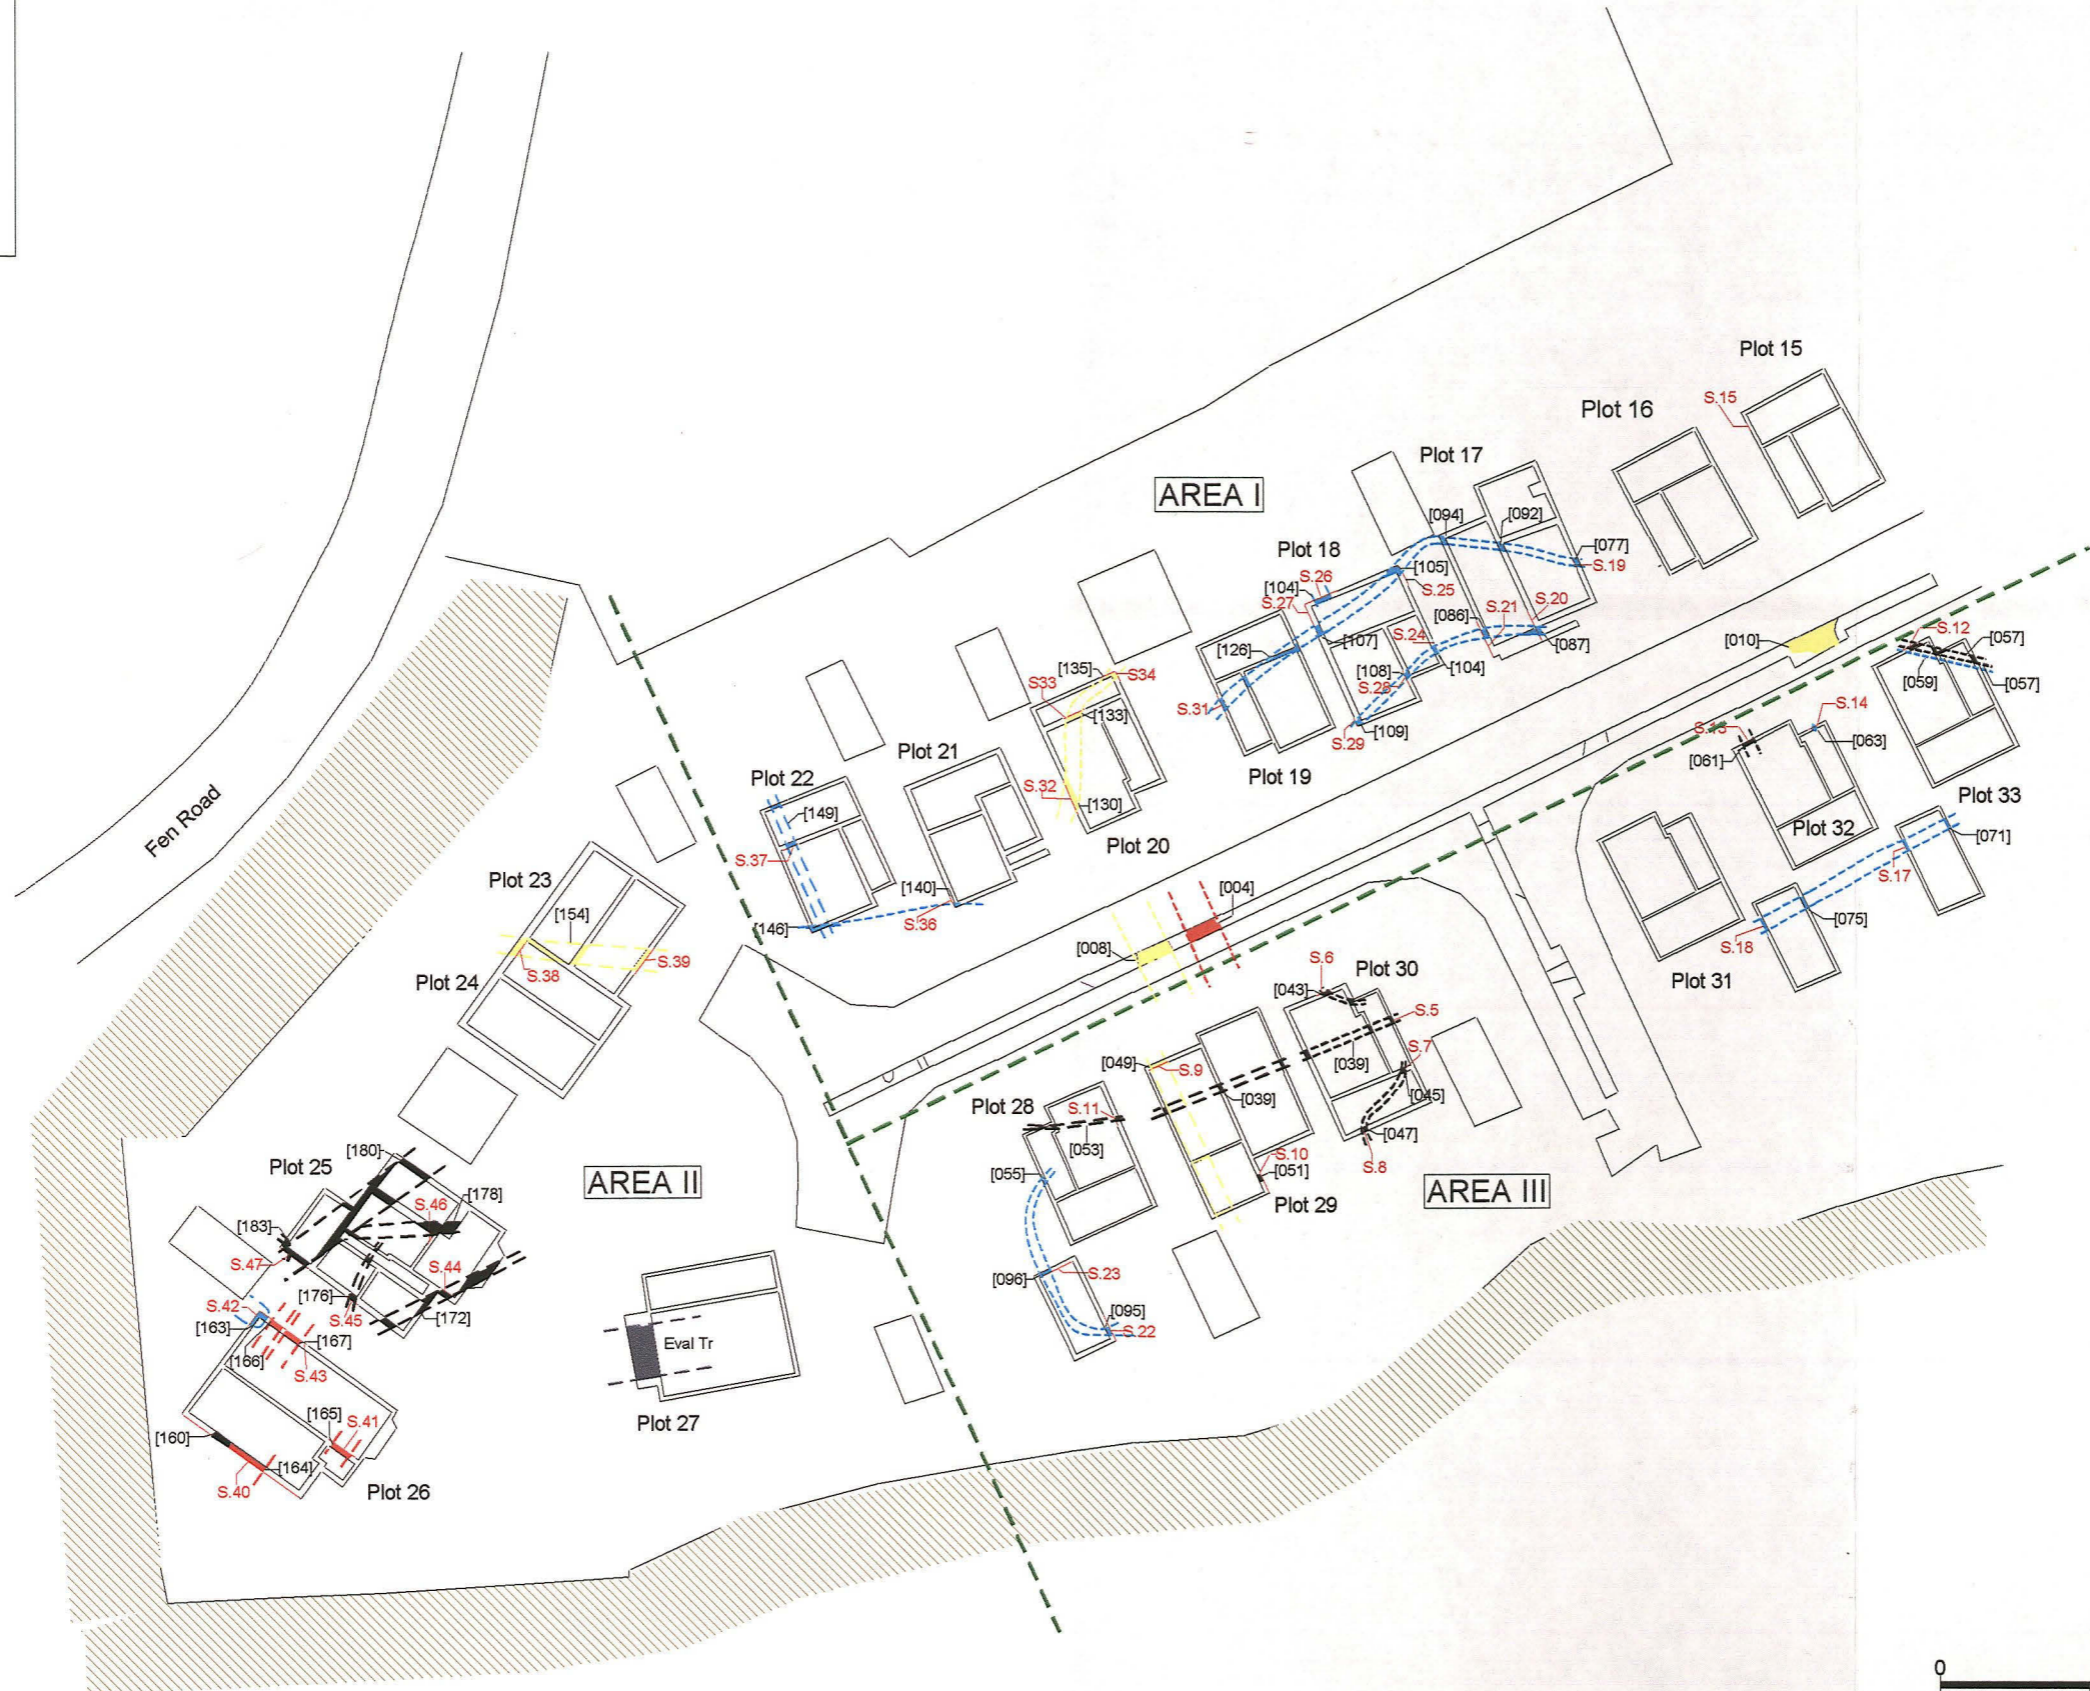 Plot 15
S.15
Plot 16
Plot 17
AREA I
[094]
[092]
[077]
S.19
Plot 18
S.26
[104]
S.27
[105]
S.25
[086]
S.21
S.20
[087]
[107]
S.24
[126]
[108]
[104]
S.28
S.31
[109]
S.29
Plot 19
[010]
S.12
[057]
[059]
[057]
S.14
S.13
[063]
[061]
Plot 33
Plot 32
[071]
S.17
[075]
S.18
Plot 31
[135]
S34
S33
[133]
S.32
[130]
Plot 20
Plot 21
Plot 22
[149]
S.37
[140]
S.36
[146]
Fen Road
Plot 23
[154]
S.39
S.38
Plot 24
[004]
[008]
S.6
Plot 30
[043]
S.5
S.7
[039]
[045]
[047]
S.8
[049]
S.9
[039]
Plot 28
S.11
[053]
[055]
S.10
[051]
Plot 29
AREA III
[096]
S.23
[095]
S.22
AREA II
[180]
Plot 25
[178]
S.46
[183]
S.47
S.44
[176]
S.45
[172]
S.42
[163]
[167]
[166]
S.43
[165]
S.41
[160]
[164]
S.40
Plot 26
Eval Tr
Plot 27
0